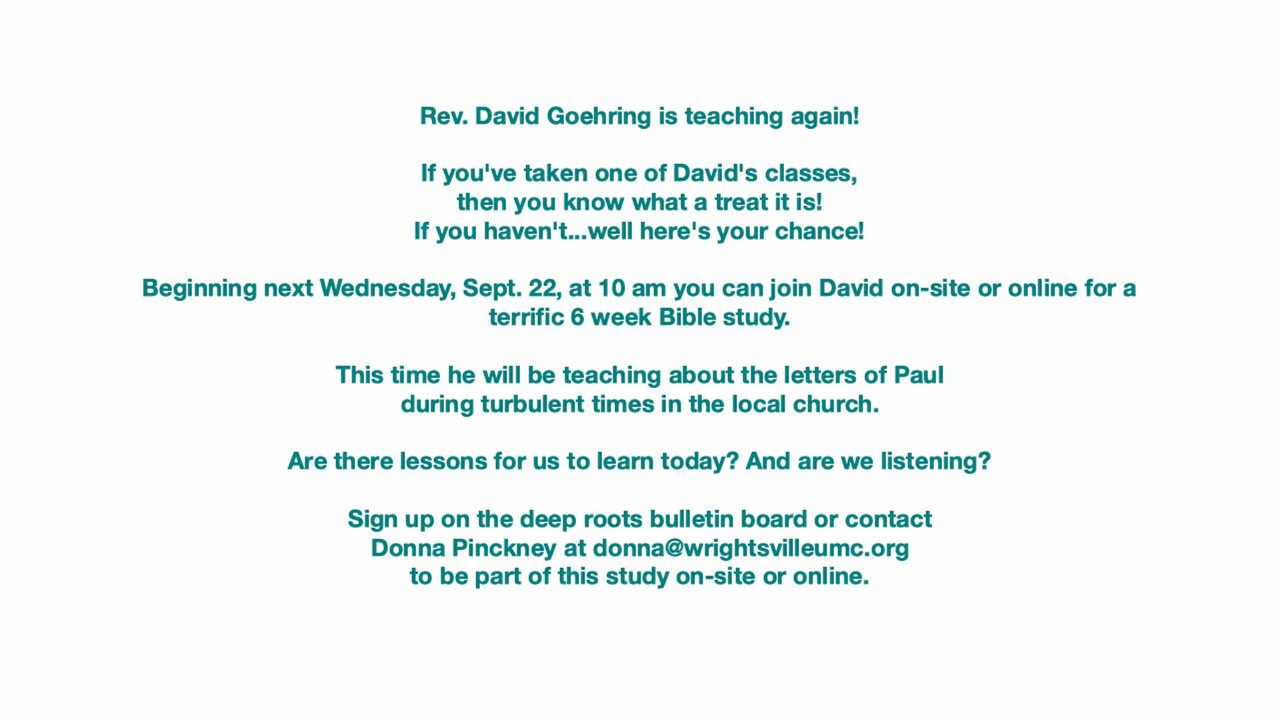 Rev. David Goehring is teaching again!
If you've taken one of David's classes,
then you know what a treat it is!
If you haven't...well here's your chance!
Beginning next Wednesday, Sept. 22, at 10 am you can join David on-site or online for a
terrific 6 week Bible study.
This time he will be teaching about the letters of Paul
during turbulent times in the local church.
Are there lessons for us to learn today? And are we listening?
Sign up on the deep roots bulletin board or contact
Donna Pinckney at donna@wrightsvilleumc.org
to be part of this study on-site or online.